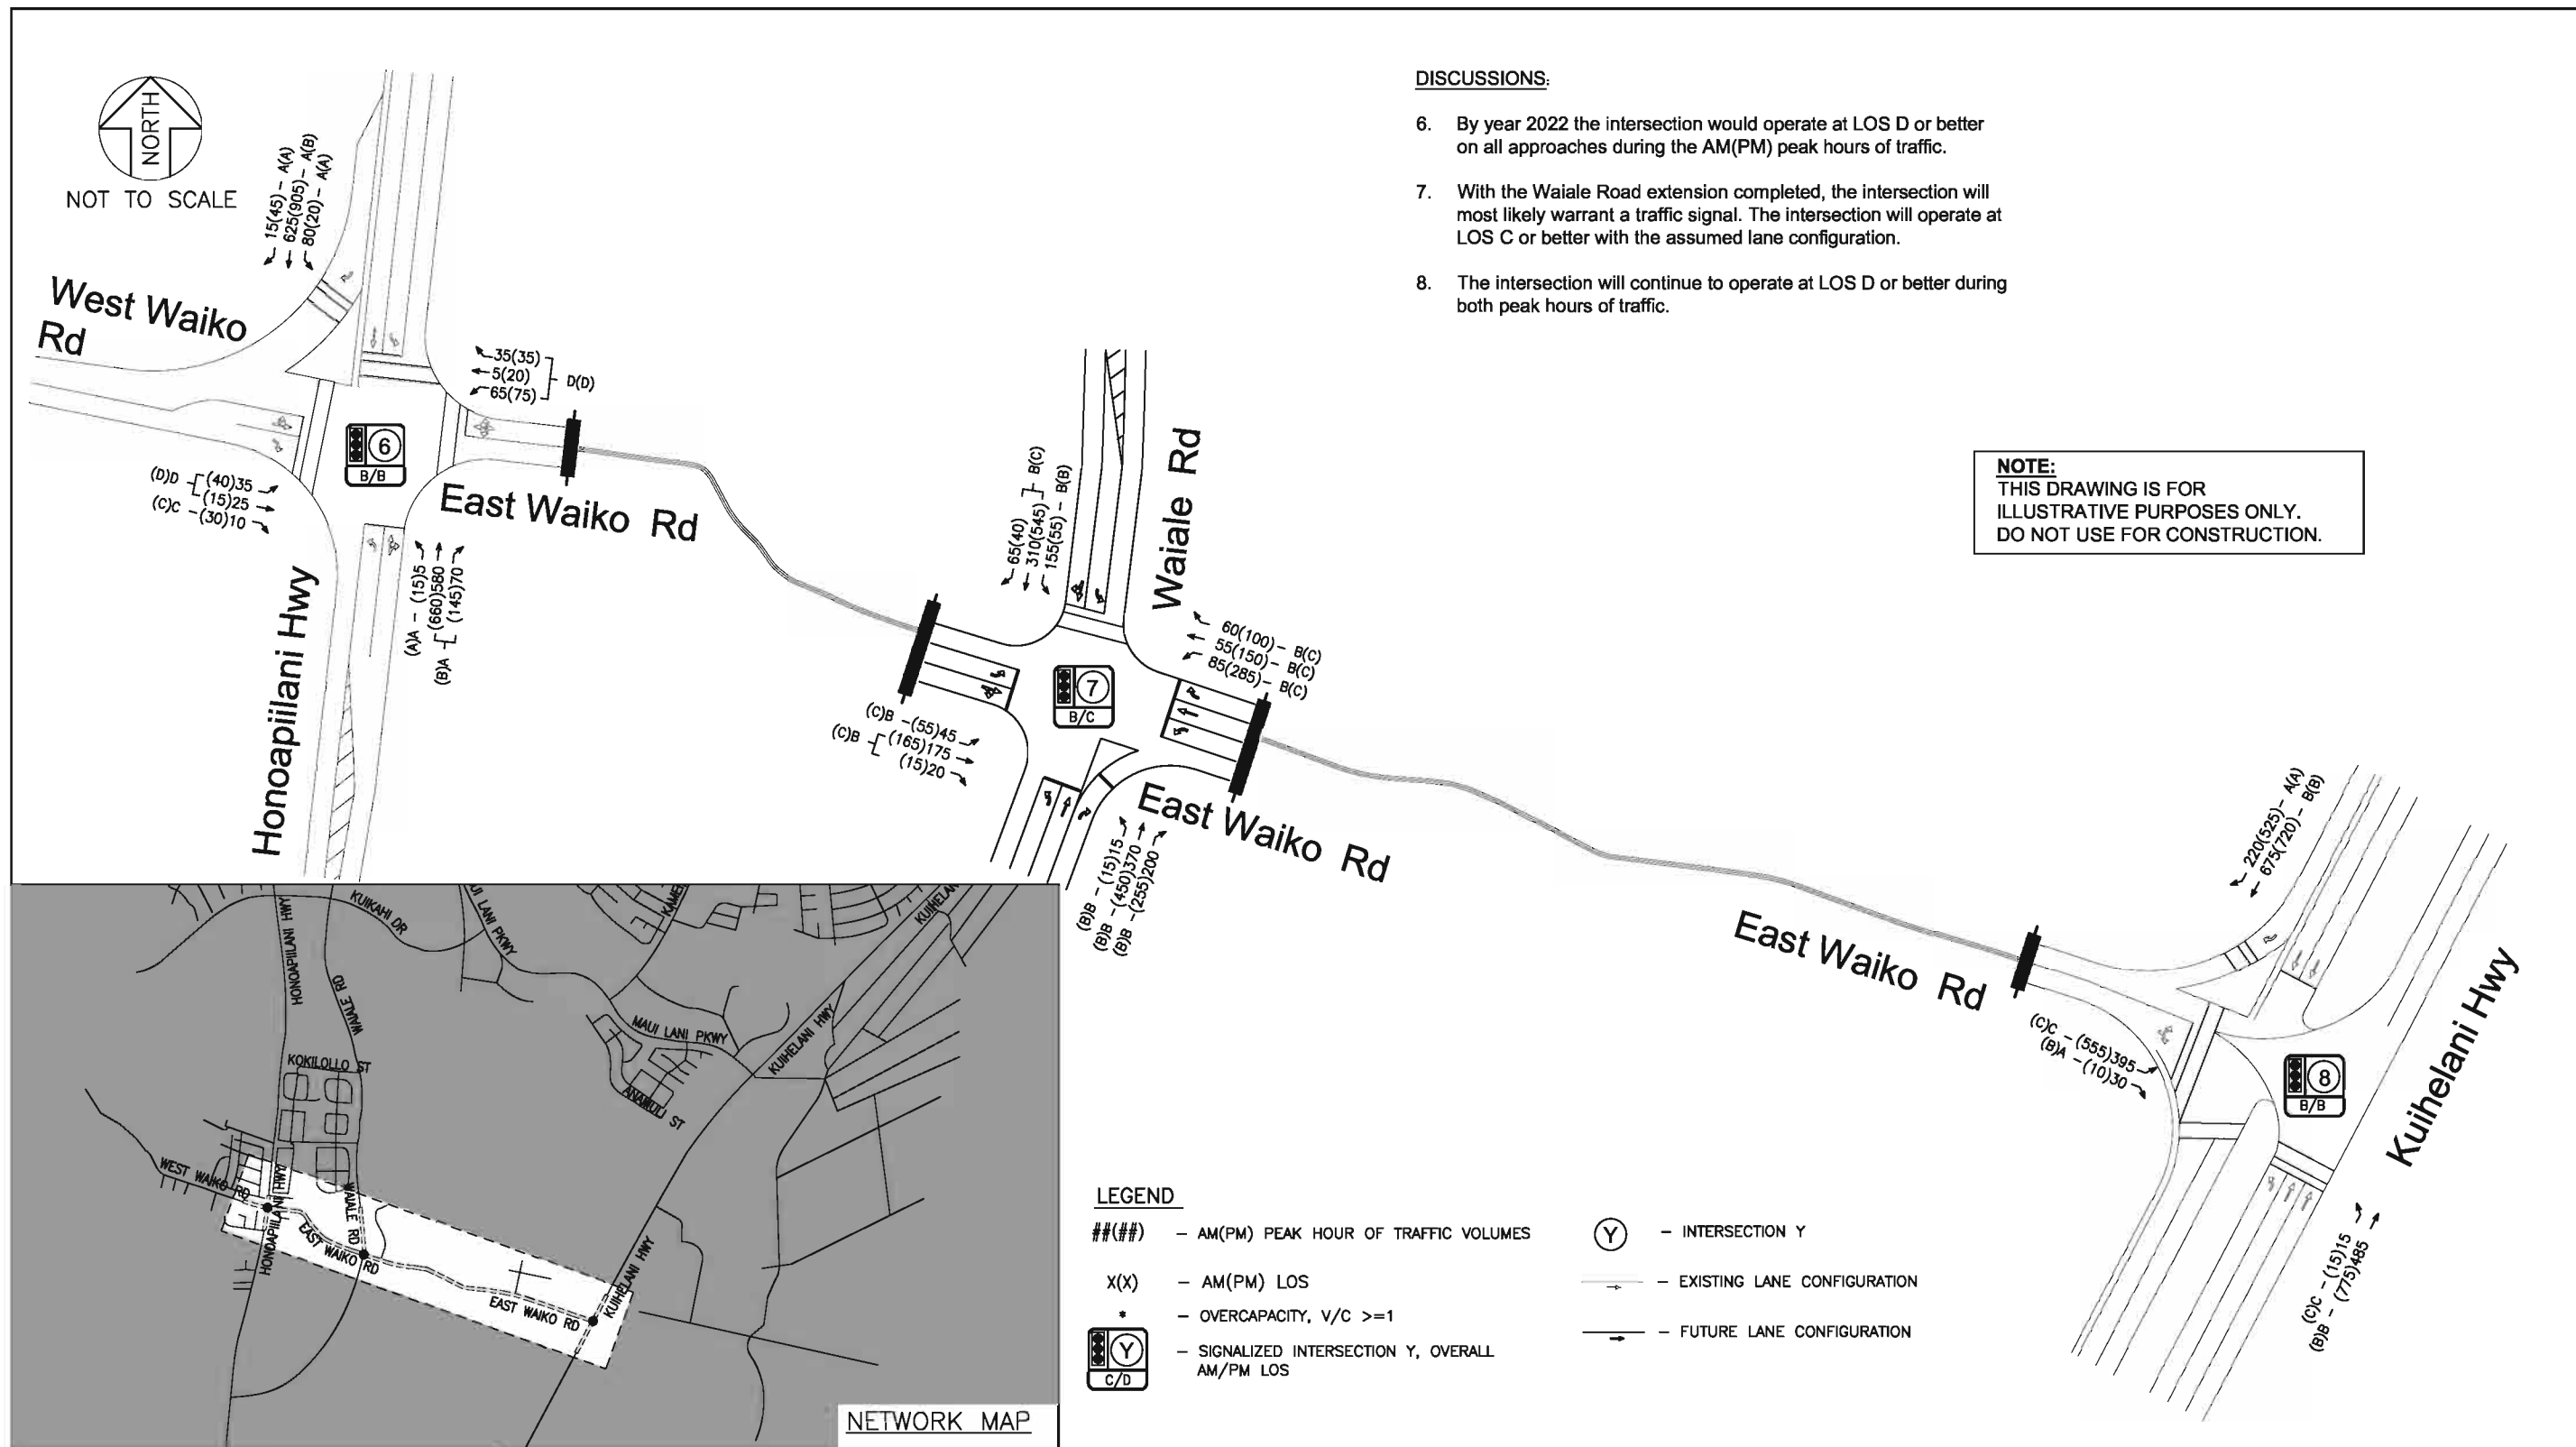 NORTH
NOT TO SCALE
DISCUSSIONS:
6. By year 2022 the intersection would operate at LOS D or better
on all approaches during the AM(PM) peak hours of traffic.
7. With the Waiale Road extension completed, the intersection will
most likely warrant a traffic signal. The intersection will operate at
LOS C or better with the assumed lane configuration.
8. The intersection will continue to operate at LOS D or better during
both peak hours of traffic.
NOTE:
THIS DRAWING IS FOR
ILLUSTRATIVE PURPOSES ONLY.
DO NOT USE FOR CONSTRUCTION.
15(45)- A(A)
625(905)- A(B)
80(20)- A(A)
West Waiko
Rd
35(35)
5(20)
65(75)
D(D)
6
B/B
(D)D
(40)35
(15)25
(C)C -(30)10
East Waiko Rd
(A)A - (15)5
(660)580
(B)A
(145)70
Honoapiilani Hwy
65(40)
310(545)
B(C)
155(55)- B(B)
Waiale Rd
60(100)- B(C)
55(150)- B(C)
85(285)- B(C)
7
B/C
(C)B -(55)45
(C)B
(165)175
(15)20
East Waiko Rd
(B)B - (15)15
(B)B -(450)370
(B)B -(255)200
220(525)- A(A)
675(720)- B(B)
East Waiko Rd
(C)C - (555)395
(B)A -(10)30
8
B/B
Kuihelani Hwy
(C)C - (15)15
(B)B - (775)485
KUIKAHI DR
UI LANI PKWY
KAME
KUIHELAN
HONOAPIILANI HWY
WAIALE RD
MAUI LANI PKWY
KUIHELANI HWY
KOKILOLLO ST
ANAMULI ST
WEST WAIKO RD
HONOAPIILANI HWY
WAIALE RD
EAST WAIKO RD
EAST WAIKO RD
KUIHELANI HWY
NETWORK MAP
LEGEND
##(##) - AM(PM) PEAK HOUR OF TRAFFIC VOLUMES
X(X) - AM(PM) LOS
* - OVERCAPACITY, V/C >=1
Y
C/D
- SIGNALIZED INTERSECTION Y, OVERALL
AM/PM LOS
Y - INTERSECTION Y
- EXISTING LANE CONFIGURATION
- FUTURE LANE CONFIGURATION